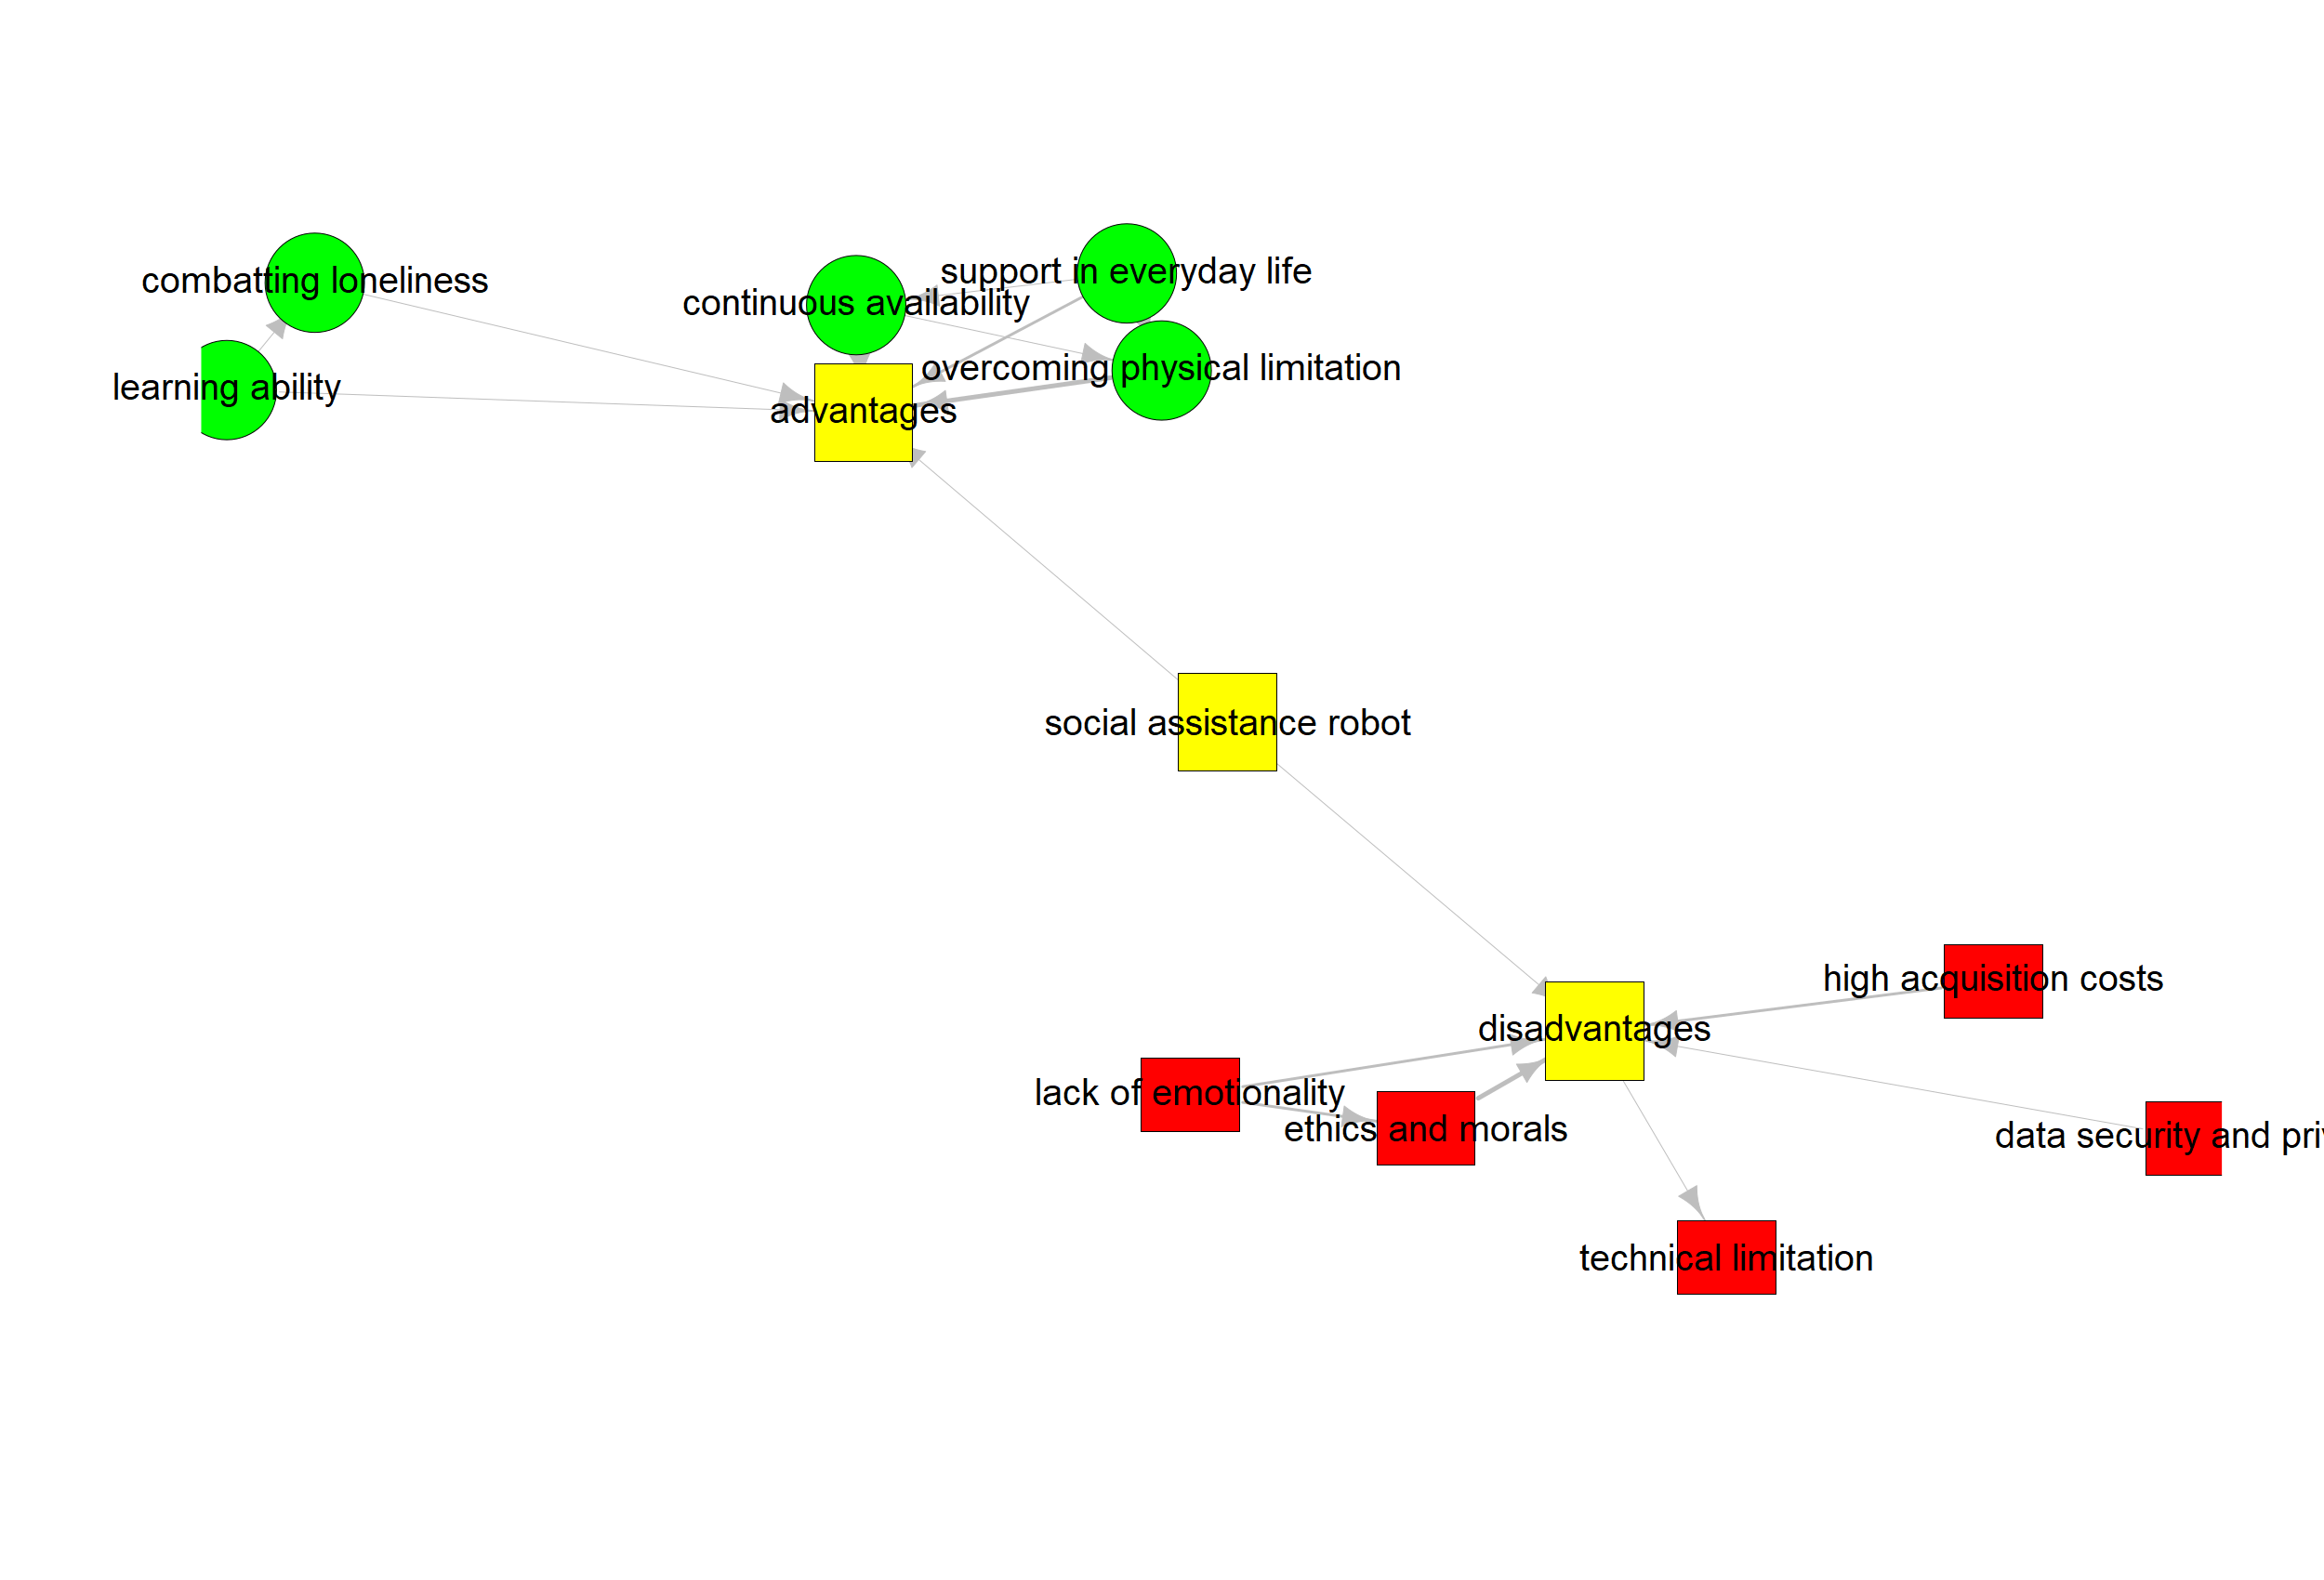 support in everyday life
combatting loneliness
continuous availability
overcoming physical limitation
learning ability
advantages
social assistance robot
high acquisition costs
disadvantages
lack of emotionality
ethics and morals
data security and
technical limitation